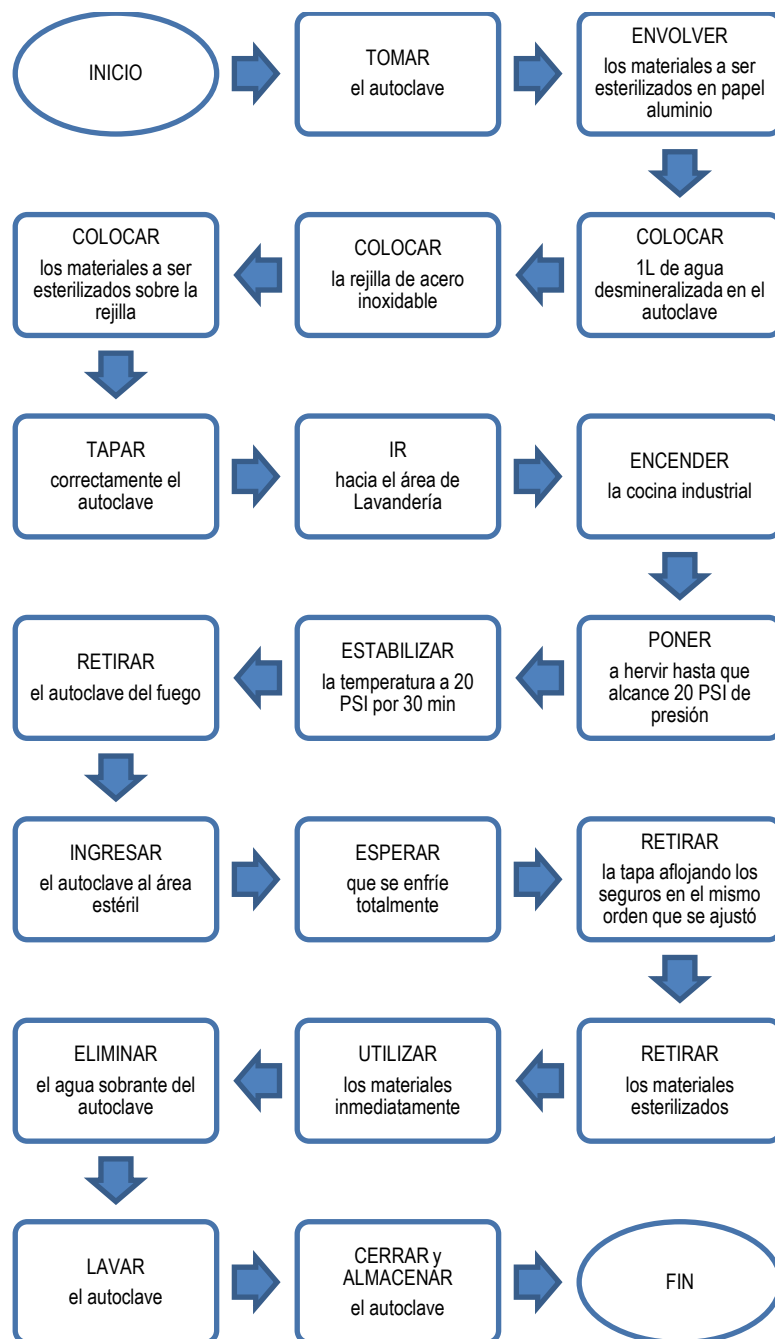 INICIO
TOMAR
el autoclave
ENVOLVER
los materiales a ser
esterilizados en papel
aluminio
COLOCAR
1L de agua
desmineralizada en el
autoclave
COLOCAR
la rejilla de acero
inoxidable
COLOCAR
los materiales a ser
esterilizados sobre la
rejilla
TAPAR
correctamente el
autoclave
IR
hacia el área de
Lavandería
ENCENDER
la cocina industrial
PONER
a hervir hasta que
alcance 20 PSI de
presión
ESTABILIZAR
la temperatura a 20
PSI por 30 min
RETIRAR
el autoclave del fuego
INGRESAR
el autoclave al área
estéril
ESPERAR
que se enfríe
totalmente
RETIRAR
la tapa aflojando los
seguros en el mismo
orden que se ajustó
RETIRAR
los materiales
esterilizados
UTILIZAR
los materiales
inmediatamente
ELIMINAR
el agua sobrante del
autoclave
LAVAR
el autoclave
CERRAR y
ALMACENAR
el autoclave
FIN